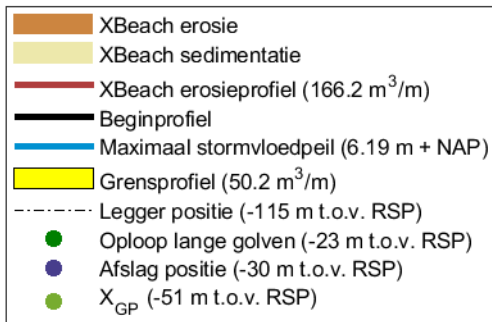 XBeach erosie
XBeach sedimentatie
XBeach erosieprofiel (166.2 m³/m)
Beginprofiel
Maximaal stormvloedpeil (6.19 m + NAP)
Grensprofiel (50.2 m³/m)
Legger positie (-115 m t.o.v. RSP)
Oploop lange golven (-23 m t.o.v. RSP)
Afslag positie (-30 m t.o.v. RSP)
X_GP (-51 m t.o.v. RSP)